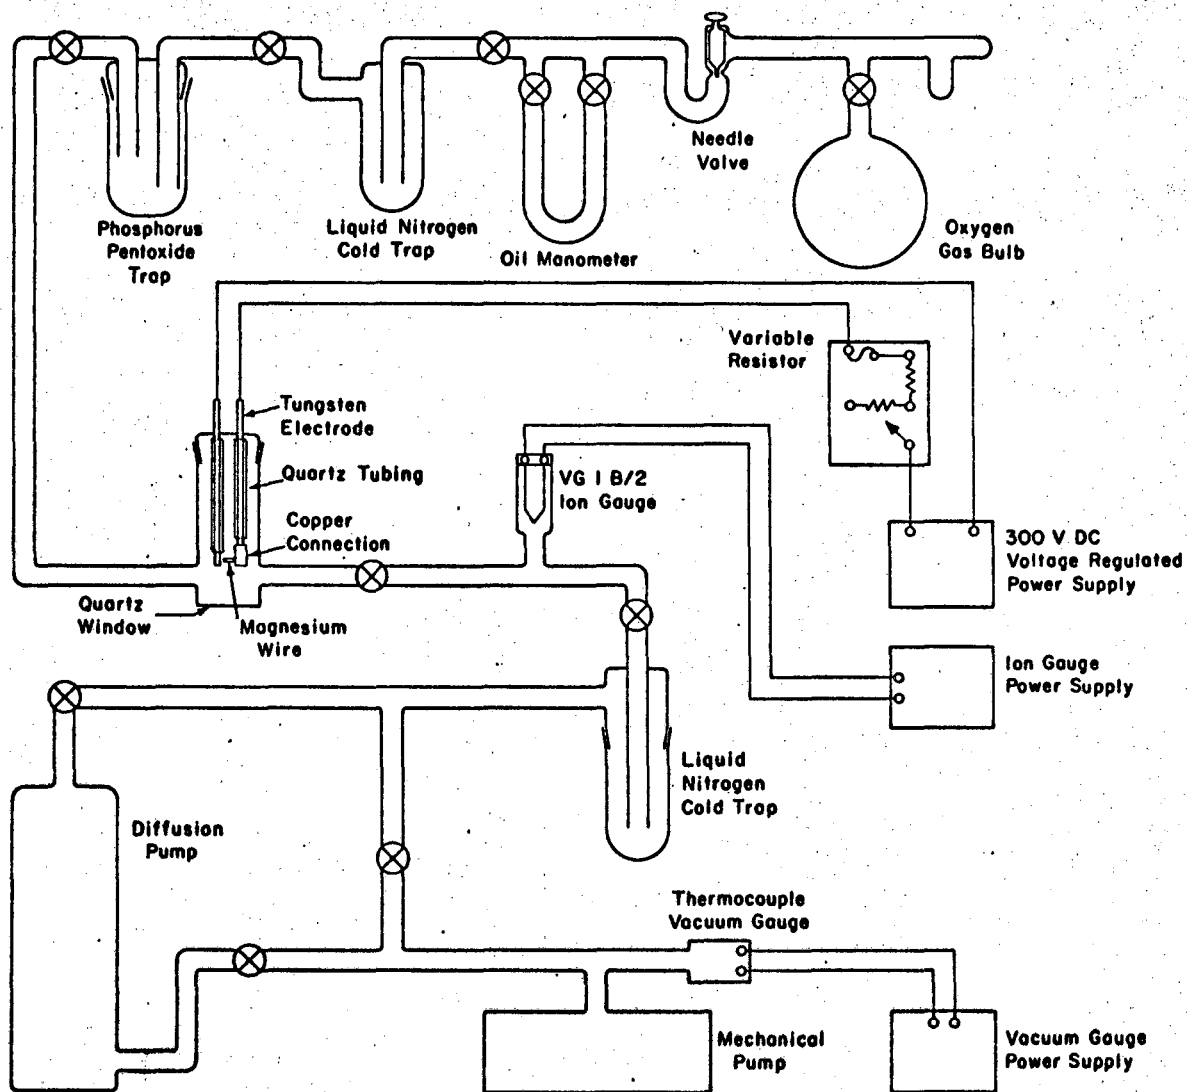 Needle
Valve
Phosphorus
Pentoxide
Trap
Liquid Nitrogen
Cold Trap
Oil Manometer
Oxygen
Gas Bulb
Variable
Resistor
Tungsten
Electrode
Quartz Tubing
VG 1 B/2
Ion Gauge
Copper
Connection
300 V DC
Voltage Regulated
Power Supply
Quartz
Window
Magnesium
Wire
Ion Gauge
Power Supply
Liquid
Nitrogen
Cold Trap
Diffusion
Pump
Thermocouple
Vacuum Gauge
Mechanical
Pump
Vacuum Gauge
Power Supply